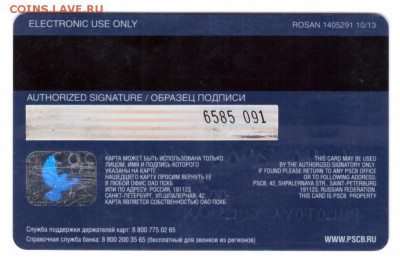 COINS.LAVE.RU
ELECTRONIC USE ONLY
ROSAN 1405291 10/13
AUTHORIZED SIGNATURE / ОБРАЗЕЦ ПОДПИСИ
6585 091
КАРТА МОЖЕТ БЫТЬ ИСПОЛЬЗОВАНА ТОЛЬКО
ЛИЦОМ, ИМЯ И ПОДПИСЬ КОТОРОГО
УКАЗАНЫ НА КАРТЕ.
НАШЕДШЕГО КАРТУ ПРОСИМ ВЕРНУТЬ ЕЕ
В ЛЮБОЙ ОФИС ОАО ПСКБ
ИЛИ ПО АДРЕСУ: РОССИЯ, 191123,
САНКТ-ПЕТЕРБУРГ, УЛ.ШПАЛЕРНАЯ, 42.
КАРТА ЯВЛЯЕТСЯ СОБСТВЕННОСТЬЮ ОАО ПСКБ
THIS CARD MAY BE USED
BY THE AUTHORIZED SIGNATORY ONLY.
IF FOUND PLEASE RETURN TO ANY PSCB OFFICE
OR TO FOLLOWING ADDRESS:
PSCB, 42, SHPALERNAYA STR., SAINT-PETERBURG
191123, RUSSIAN FEDERATION.
THIS CARD IS PSCB PROPERTY
Служба поддержки держателей карт: 8 800 775 02 65
Справочная служба банка: 8 800 200 35 65 (бесплатный для звонков из регионов)
WWW.PSCB.RU